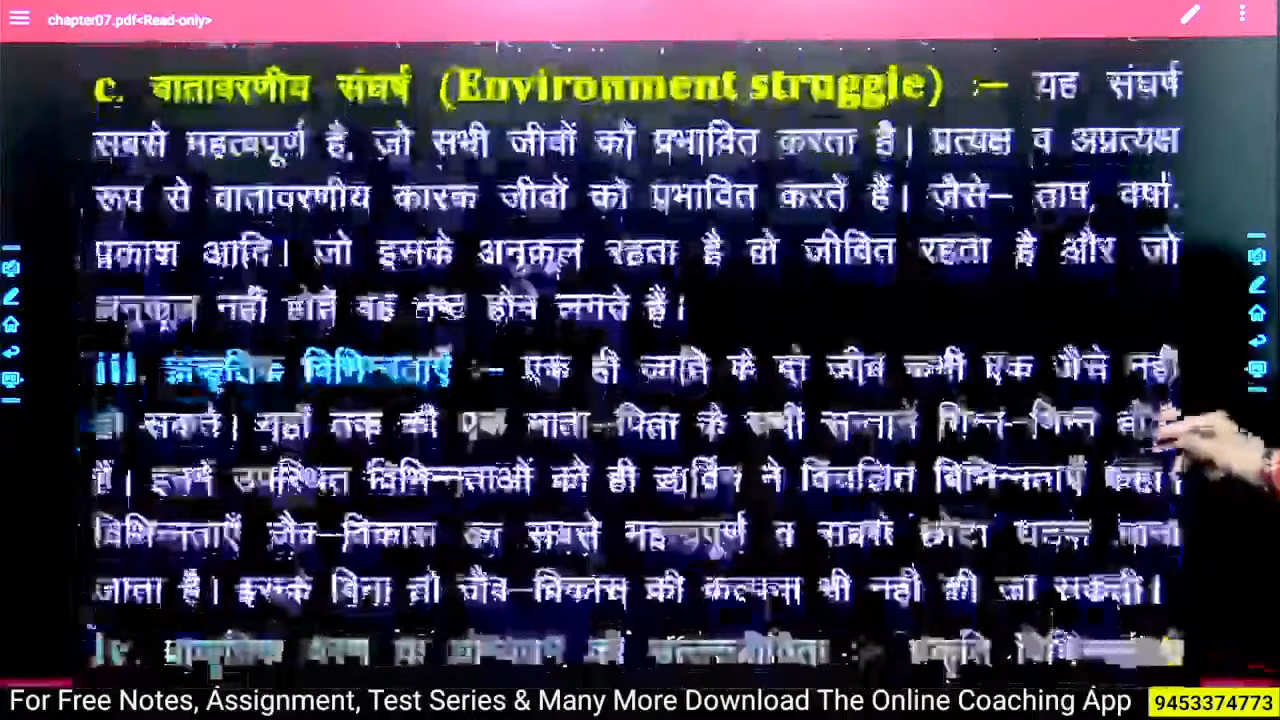 chapter07.pdf<Read-only>
c. वातावरणीय संघर्ष (Environment struggle) :– यह संघर्ष
सबसे महत्वपूर्ण है, जो सभी जीवों को प्रभावित करता है। प्रत्यक्ष व अप्रत्यक्ष
रूप से वातावरणीय कारक जीवों को प्रभावित करतें हैं। जैसे– ताप, वर्षा,
प्रकाश आदि। जो इसके अनुकूल रहता है वो जीवित रहता है और जो
अनुकूल नहीं होते वह नष्ट होने लगते हैं।
iii. विभिन्नताएँ :– एक ही जाति के दो जीव कभी एक जैसे नहीं
हो सकते। यहाँ तक की एक माता–पिता के सभी सन्तानें भिन्न–भिन्न होती
हैं। इनमें उपस्थित विभिन्नताओं को ही डार्विन ने विभिन्नताएँ कहा।
विभिन्नताएँ जैव–विकास का सबसे महत्वपूर्ण व सबसे छोटा घटक माना
जाता है। इसके बिना तो जैव–विकास की कल्पना भी नहीं की जा सकती।
iv. :– प्रकृति
For Free Notes, Assignment, Test Series & Many More Download The Online Coaching App 9453374773